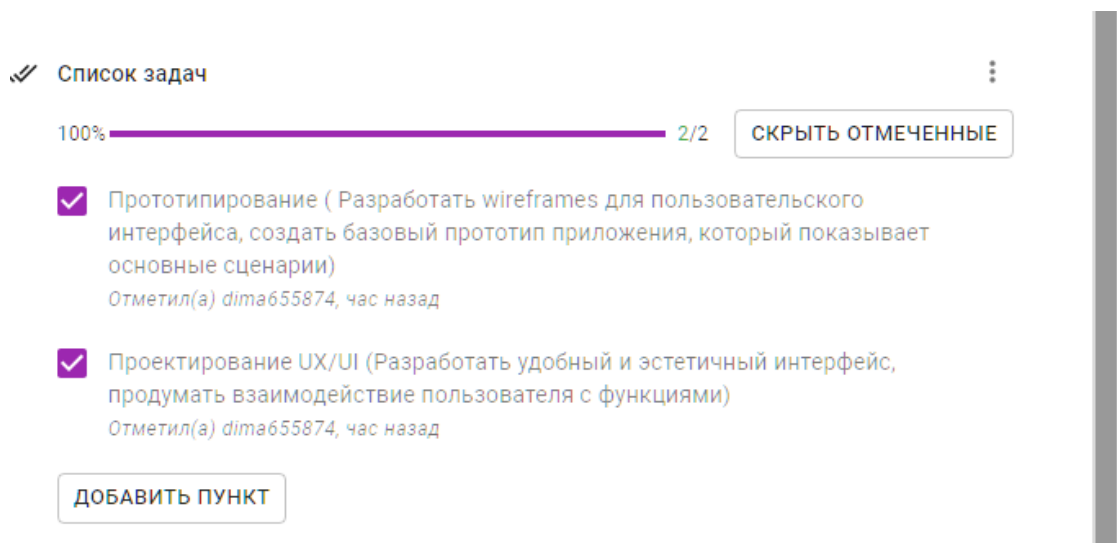 Список задач
100% 2/2 СКРЫТЬ ОТМЕЧЕННЫЕ
Прототипирование ( Разработать wireframes для пользовательского
интерфейса, создать базовый прототип приложения, который показывает
основные сценарии)
Отметил(а) dima655874, час назад
Проектирование UX/UI (Разработать удобный и эстетичный интерфейс,
продумать взаимодействие пользователя с функциями)
Отметил(а) dima655874, час назад
ДОБАВИТЬ ПУНКТ